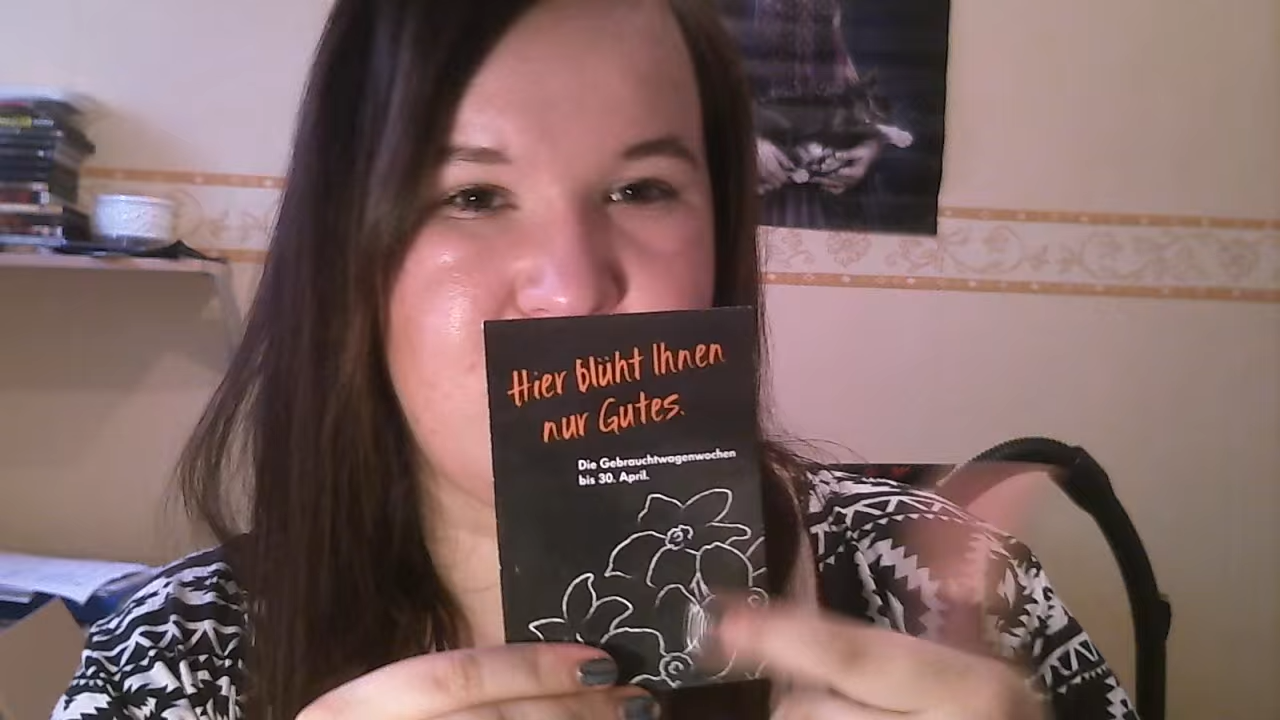 Hier blüht Ihnen
nur Gutes.
Die Gebrauchtwagenwochen
bis 30. April.